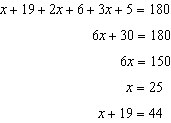 x + 19 + 2x + 6 + 3x + 5 = 180
6x + 30 = 180
6x = 150
x = 25
x + 19 = 44